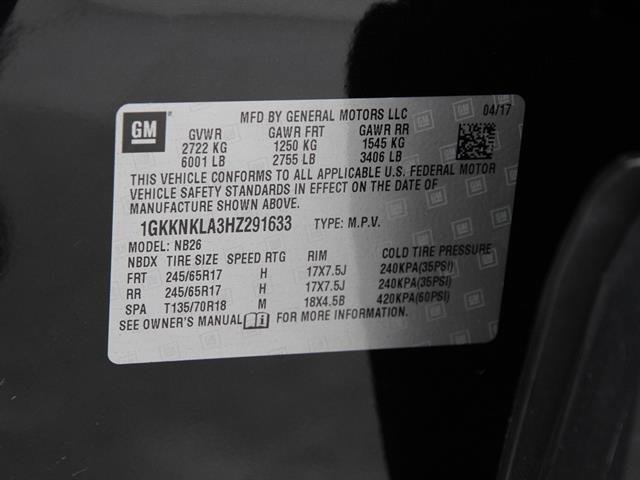 GM
MFD BY GENERAL MOTORS LLC 04/17
GVWR GAWR FRT GAWR RR
2722 KG 1250 KG 1545 KG
6001 LB 2755 LB 3406 LB
THIS VEHICLE CONFORMS TO ALL APPLICABLE U.S. FEDERAL MOTOR
VEHICLE SAFETY STANDARDS IN EFFECT ON THE DATE OF
MANUFACTURE SHOWN ABOVE.
1GKKNKLA3HZ291633 TYPE: M.P.V.
MODEL: NB26
NBDX TIRE SIZE SPEED RTG RIM COLD TIRE PRESSURE
FRT 245/65R17 H 17X7.5J 240KPA(35PSI)
RR 245/65R17 H 17X7.5J 240KPA(35PSI)
SPA T135/70R18 M 18X4.5B 420KPA(60PSI)
SEE OWNER'S MANUAL FOR MORE INFORMATION.